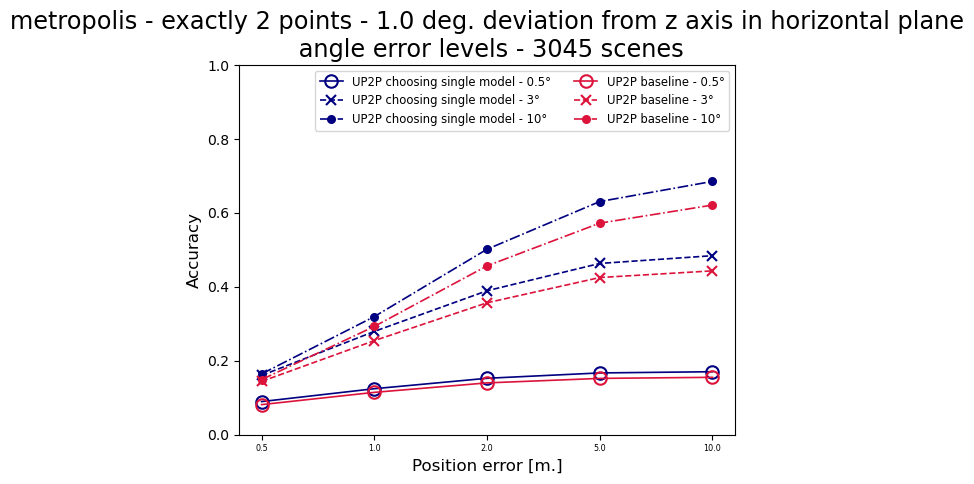 metropolis - exactly 2 points - 1.0 deg. deviation from z axis in horizontal plane
angle error levels - 3045 scenes
UP2P choosing single model - 0.5°
UP2P choosing single model - 3°
UP2P choosing single model - 10°
UP2P baseline - 0.5°
UP2P baseline - 3°
UP2P baseline - 10°
1.0
0.8
0.6
0.4
0.2
0.0
Accuracy
0.5 1.0 2.0 5.0 10.0
Position error [m.]